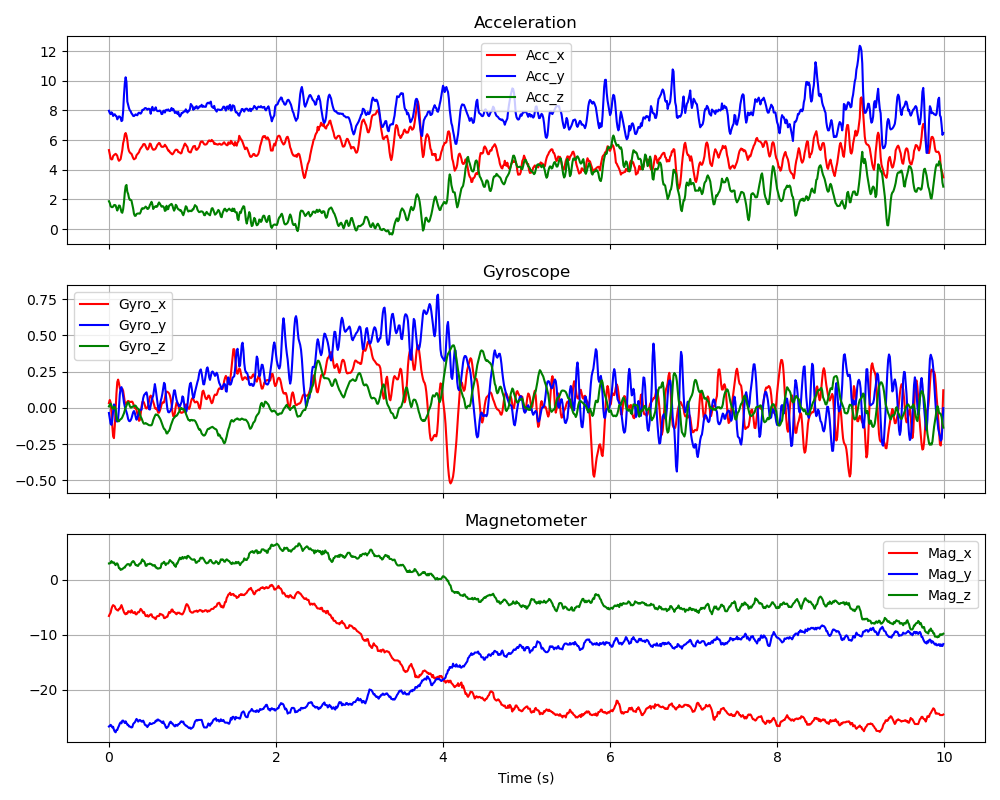 Acceleration
12
10
8
6
4
2
0
Acc_x
Acc_y
Acc_z
Gyroscope
0.75
0.50
0.25
0.00
−0.25
−0.50
Gyro_x
Gyro_y
Gyro_z
Magnetometer
0
−10
−20
Mag_x
Mag_y
Mag_z
0 2 4 6 8 10
Time (s)